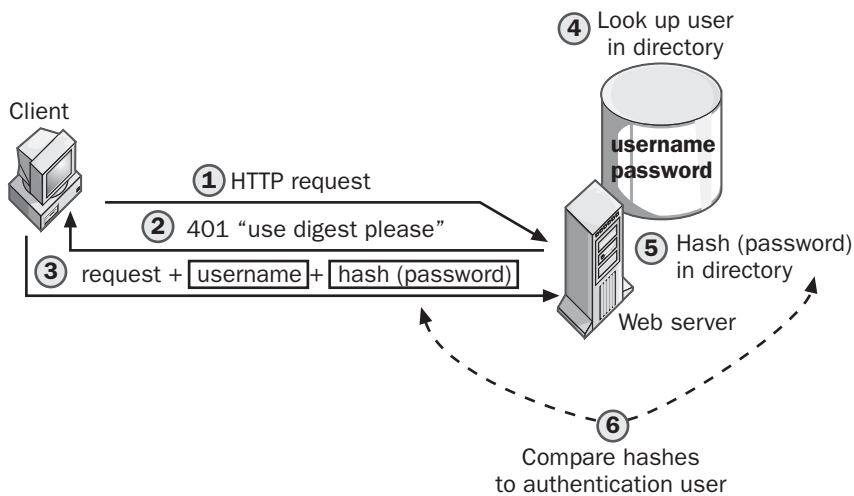 4 Look up user
in directory
Client
username
password
1 HTTP request
2 401 “use digest please”
5 Hash (password)
in directory
3 request + username + hash (password)
Web server
6
Compare hashes
to authentication user